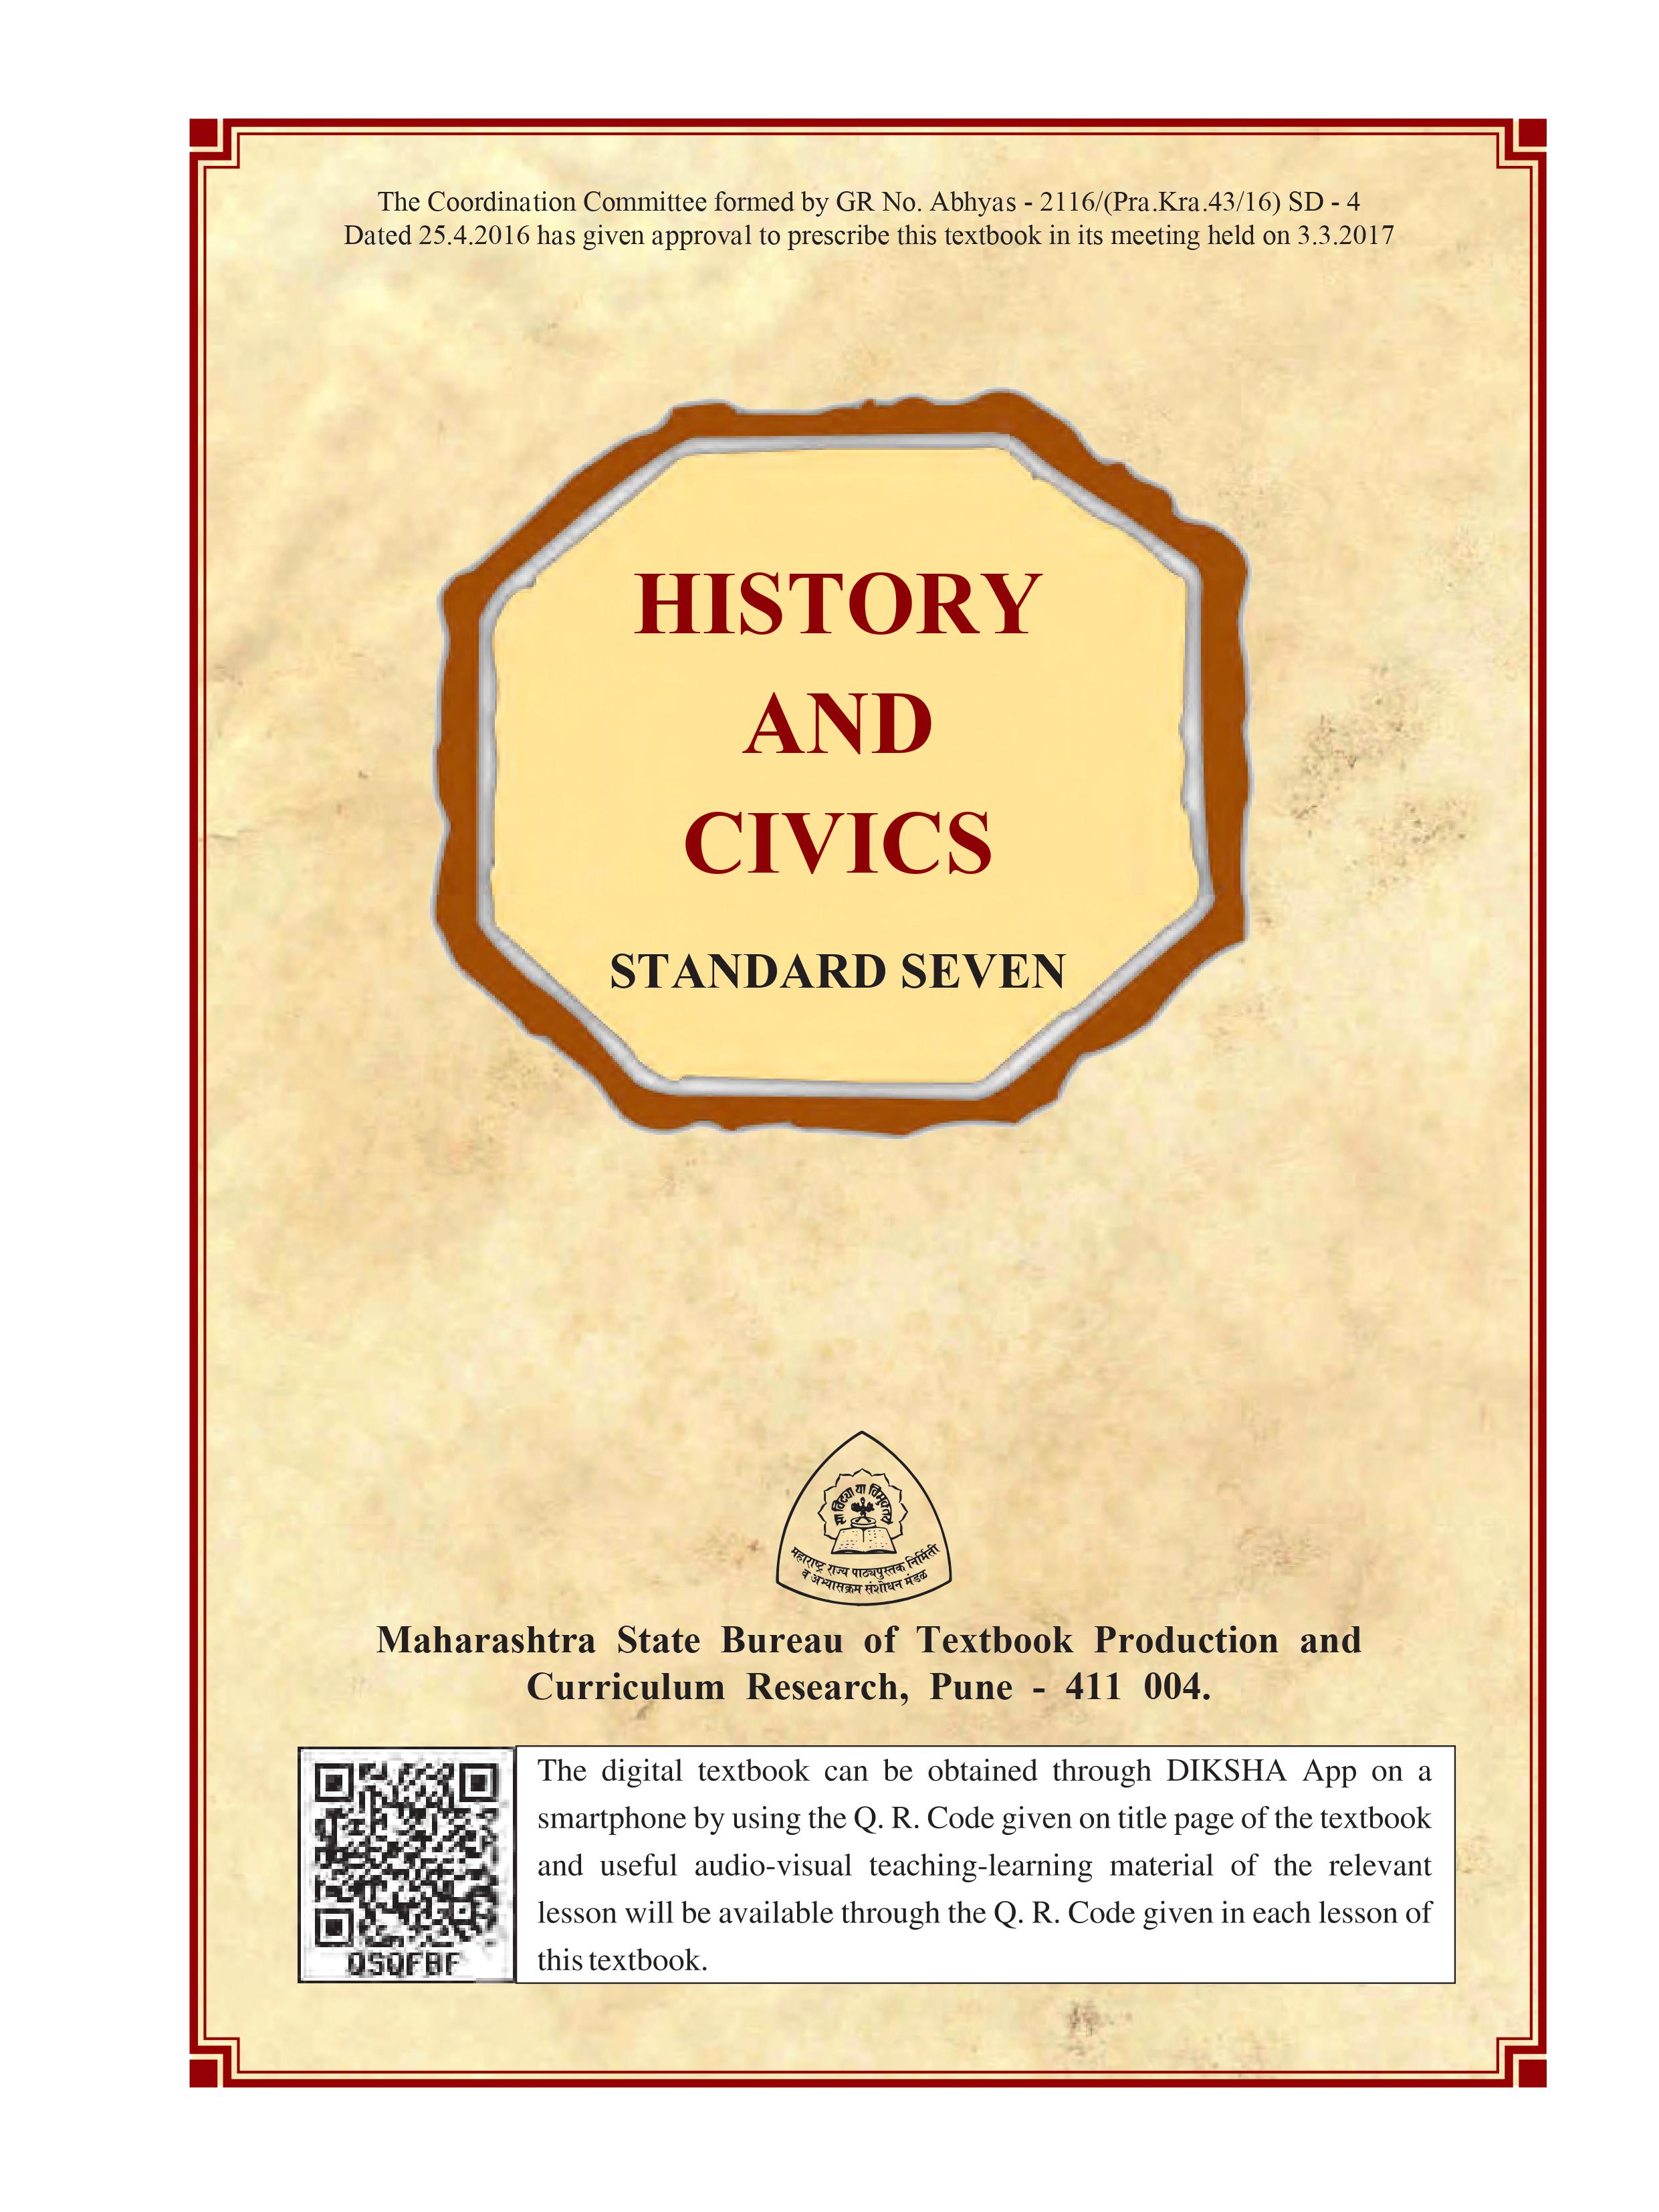 The Coordination Committee formed by GR No. Abhyas - 2116/(Pra.Kra.43/16) SD - 4
Dated 25.4.2016 has given approval to prescribe this textbook in its meeting held on 3.3.2017
HISTORY
AND
CIVICS
STANDARD SEVEN
सा विद्या या विमुक्तये
महाराष्ट्र राज्य पाठ्यपुस्तक निर्मिती
व अभ्यासक्रम संशोधन मंडळ
Maharashtra State Bureau of Textbook Production and
Curriculum Research, Pune - 411 004.
The digital textbook can be obtained through DIKSHA App on a
smartphone by using the Q. R. Code given on title page of the textbook
and useful audio-visual teaching-learning material of the relevant
lesson will be available through the Q. R. Code given in each lesson of
this textbook.